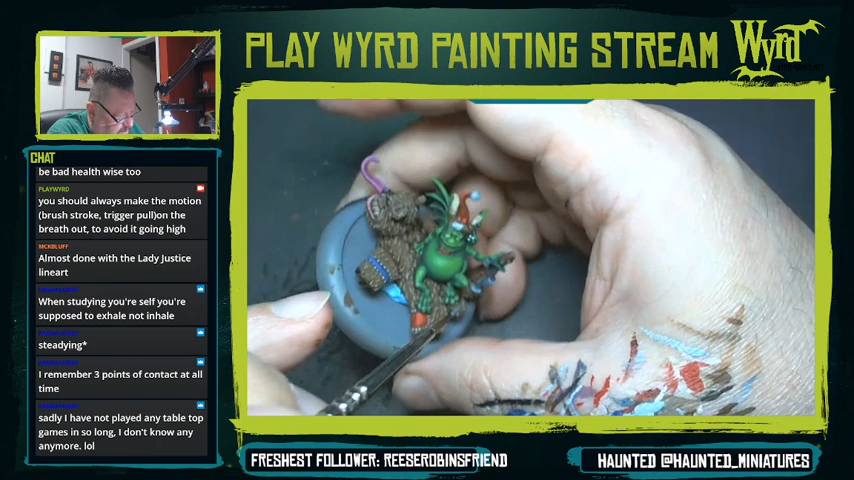 PLAY WYRD PAINTING STREAM
Wyrd
CHAT
be bad health wise too
PLAYWYRD
you should always make the motion
(brush stroke, trigger pull)on the
breath out, to avoid it going high
MCKBLUFF
Almost done with the Lady Justice
lineart
When studying you're self you're
supposed to exhale not inhale
steadying*
I remember 3 points of contact at all
time
sadly I have not played any table top
games in so long, I don't know any
anymore. lol
FRESHEST FOLLOWER: REESEROBINSFRIEND
HAUNTED @HAUNTED_MINIATURES